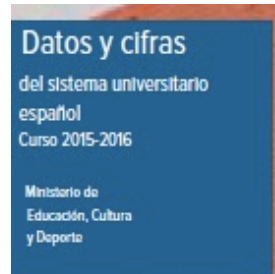 Datos y cifras
del sistema universitario
español
Curso 2015-2016
Ministerio de
Educación, Cultura
y Deporte